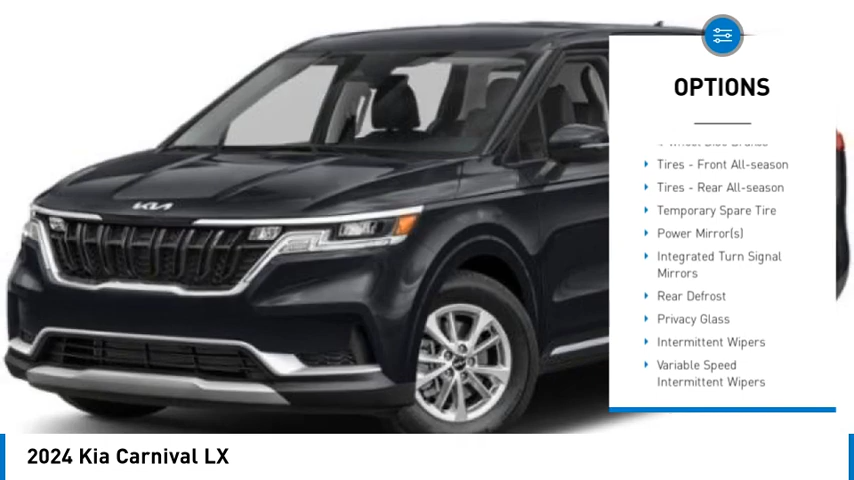 OPTIONS
Tires - Front All-season
Tires - Rear All-season
Temporary Spare Tire
Power Mirror(s)
Integrated Turn Signal
Mirrors
Rear Defrost
Privacy Glass
Intermittent Wipers
Variable Speed
Intermittent Wipers
KIA
2024 Kia Carnival LX